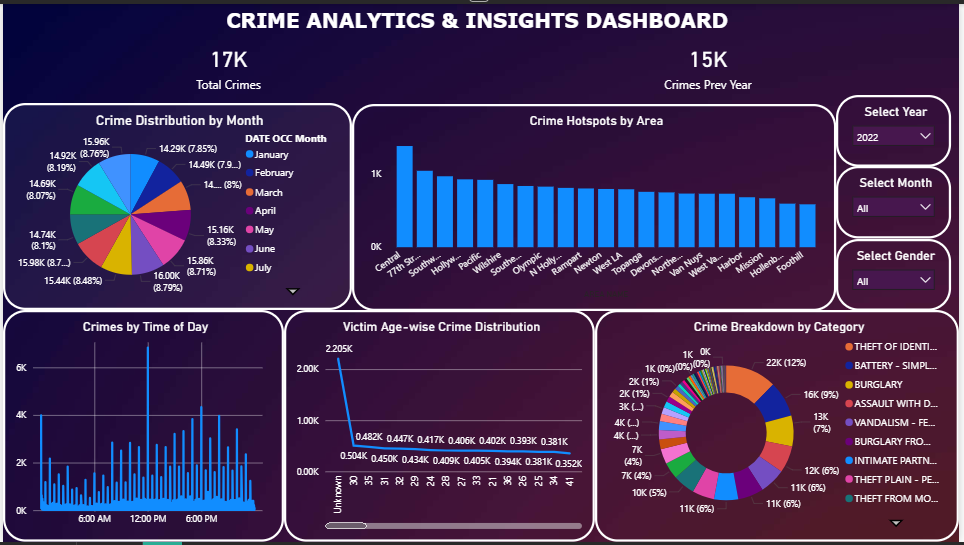 CRIME ANALYTICS & INSIGHTS DASHBOARD
17K
Total Crimes
15K
Crimes Prev Year
Crime Distribution by Month
DATE OCC Month
January
February
March
April
May
June
July
14.29K (7.85%)
14.49K (7.9...)
14.... (8%)
15.16K
(8.33%)
15.86K
(8.71%)
16.00K
(8.79%)
15.44K (8.48%)
15.98K (8.7...)
14.74K
(8.1%)
14.69K
(8.07%)
14.92K
(8.19%)
15.96K
(8.76%)
Crime Hotspots by Area
1K
0K
Central
77th Str...
Southw...
Hollyw...
Pacific
Wilshire
Southe...
Olympic
N Holly...
Rampart
Newton
West LA
Topanga
Devons...
Northe...
Van Nuys
West Va...
Harbor
Mission
Hollenb...
Foothill
Select Year
2022
Select Month
All
Select Gender
All
Crimes by Time of Day
6K
4K
2K
0K
6:00 AM
12:00 PM
6:00 PM
Victim Age-wise Crime Distribution
2.00K
1.00K
0.00K
2.205K
0.504K
0.482K
0.450K
0.447K
0.434K
0.417K
0.409K
0.406K
0.405K
0.402K
0.394K
0.393K
0.381K
0.381K
0.352K
Unknown
30
35
31
32
29
24
28
27
33
22
21
36
26
25
34
41
Crime Breakdown by Category
22K (12%)
16K (9%)
13K
(7%)
12K (6%)
11K (6%)
11K (6%)
11K (6%)
10K (5%)
7K (4%)
7K
(4%)
4K (...)
4K (...)
3K (...)
2K (1%)
2K (1%)
1K (0%)
1K
(0%)
0K
(0%)
THEFT OF IDENTI...
BATTERY - SIMPL...
BURGLARY
ASSAULT WITH D...
VANDALISM - FE...
BURGLARY FRO...
INTIMATE PARTN...
THEFT PLAIN - PE...
THEFT FROM MO...